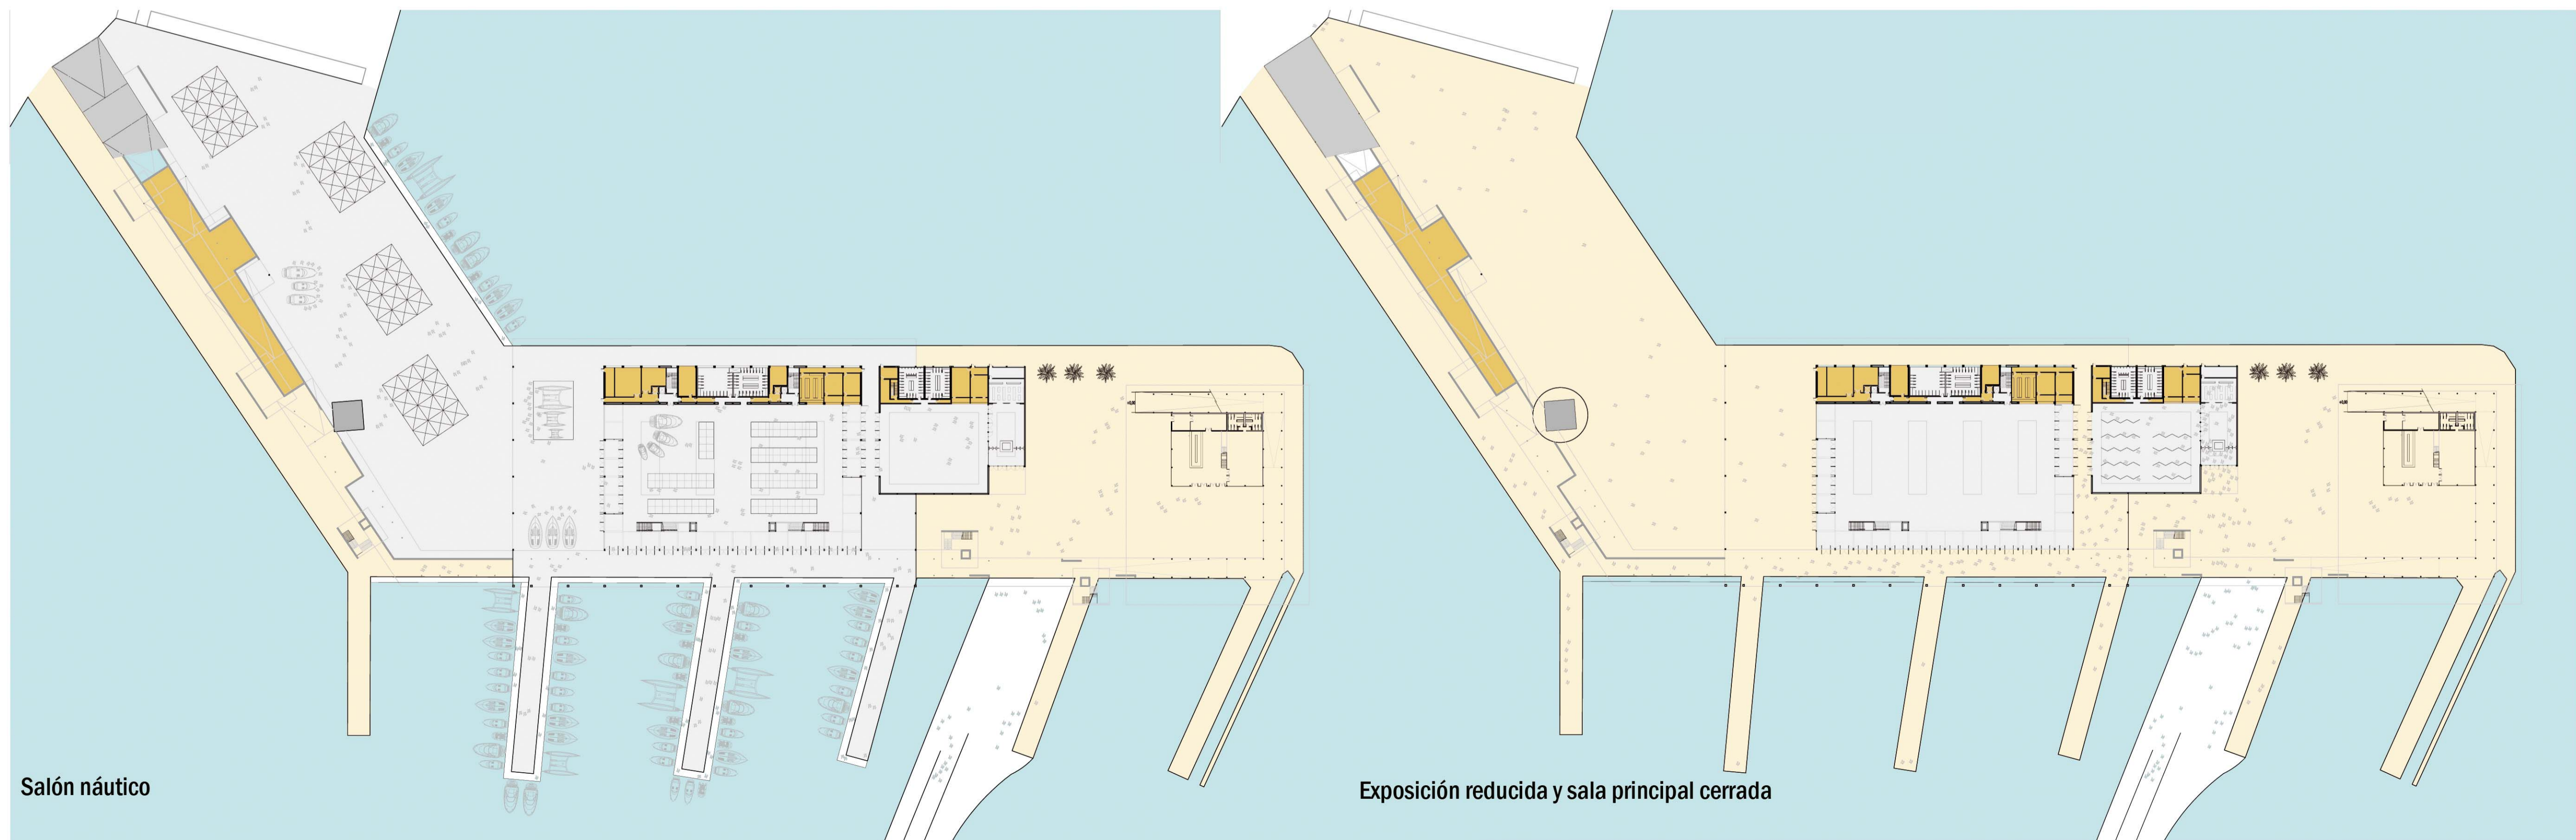 Salón náutico
Exposición reducida y sala principal cerrada